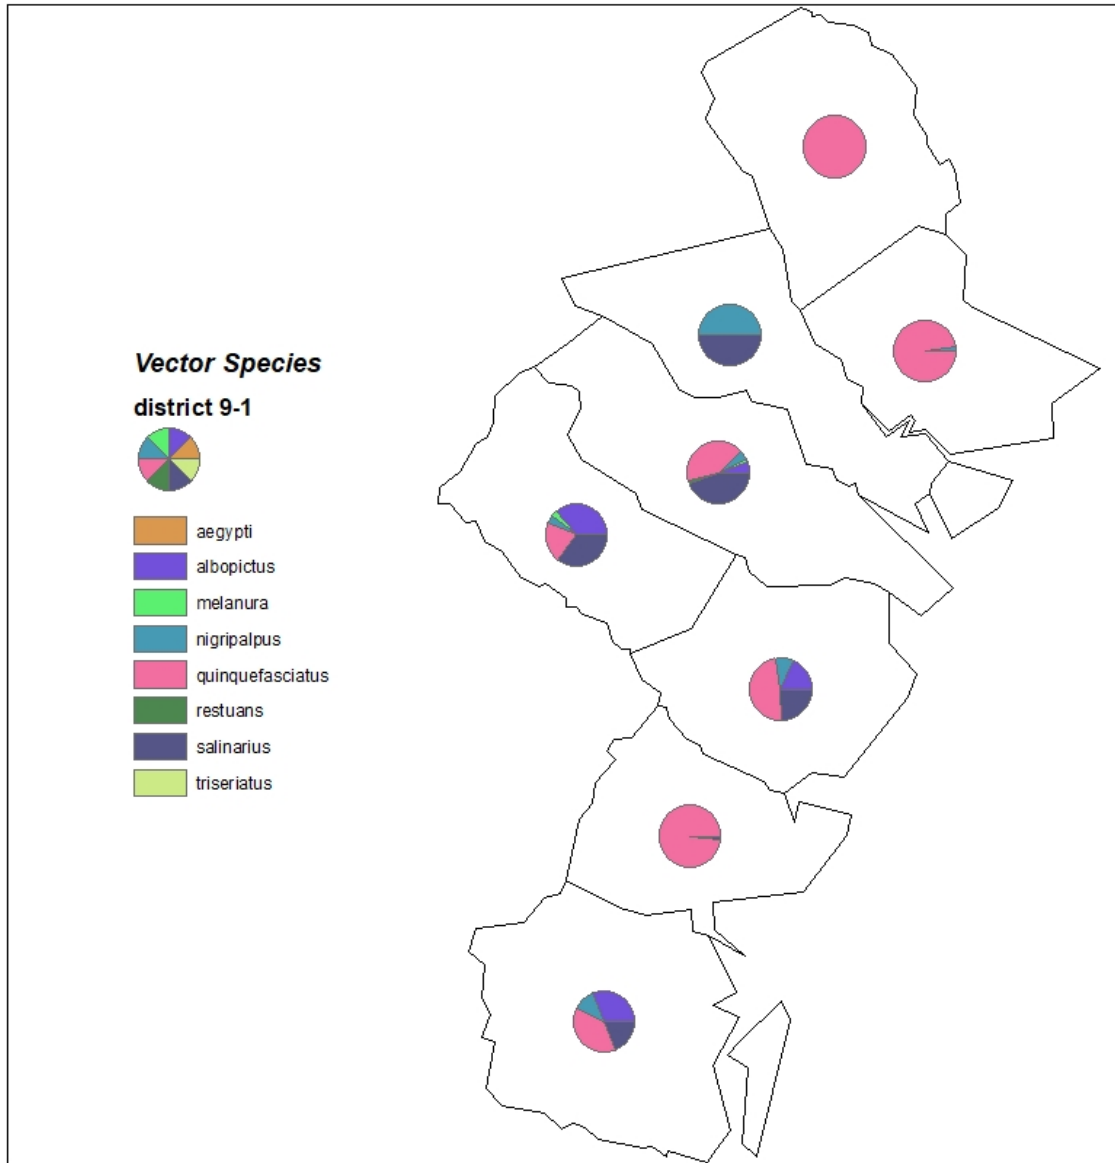 Vector Species
district 9-1
aegypti
albopictus
melanura
nigripalpus
quinquefasciatus
restuans
salinarius
triseriatus